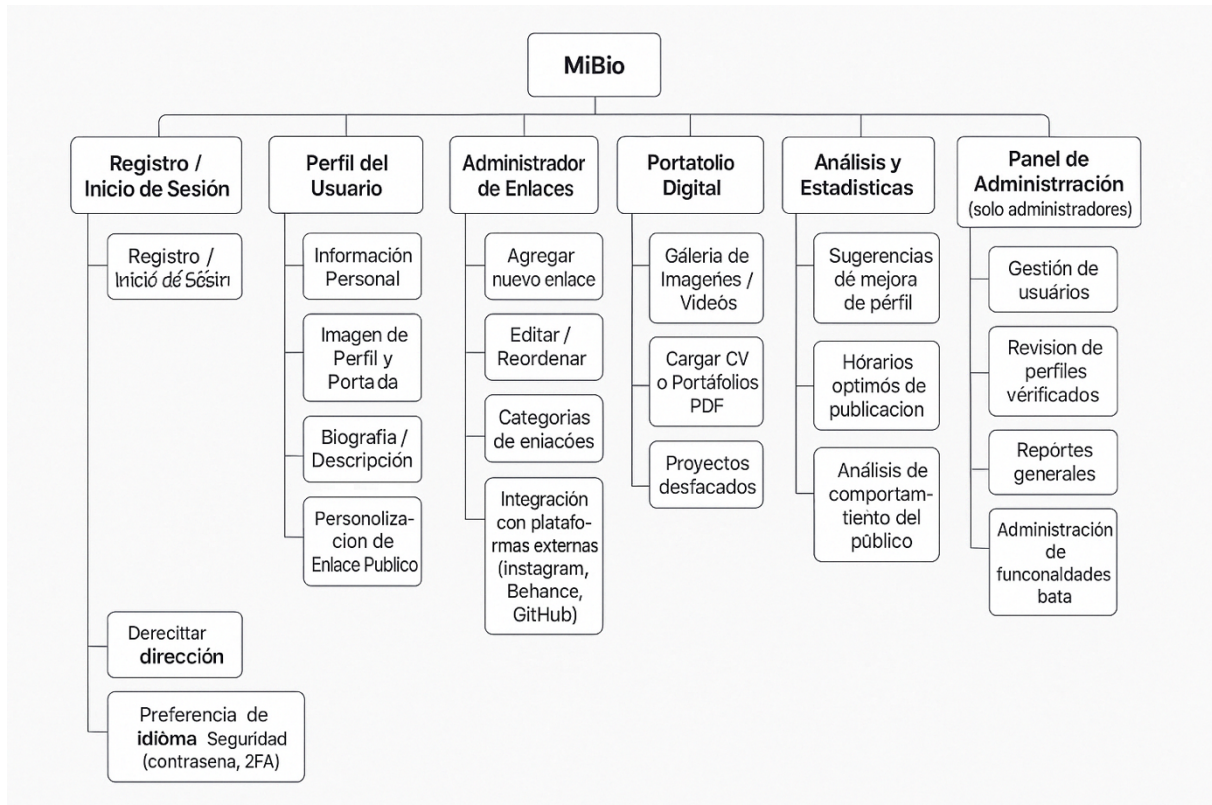 MiBio
Registro /
Inicio de Sesión
Registro /
Inició dé Sésin
Derecittar
dirección
Preferencia de
idiòma Seguridad
(contrasena, 2FA)
Perfil del
Usuario
Información
Personal
Imagen de
Perfil y
Porta da
Biografia /
Descripción
Personoliza-
cion de
Enlace Publico
Administrador
de Enlaces
Agregar
nuevo enlace
Editar /
Reordenar
Categorias
de eniacóes
Integración
con platafo-
rmas externas
(instagram,
Behance,
GitHub)
Portatolio
Digital
Gáleria de
Imageñes /
Videós
Cargar CV
o Portáfolios
PDF
Proyectos
desfacados
Análisis y
Estadisticas
Sugerencias
dé mejora
de pérfil
Hórarios
optimós de
publicacion
Análisis de
comportam-
tiento del
público
Panel de
Administrración
(solo administradores)
Gestión de
usuários
Revision de
perfiles
vérificados
Repórtes
generales
Administración
de
funconaldades
bata